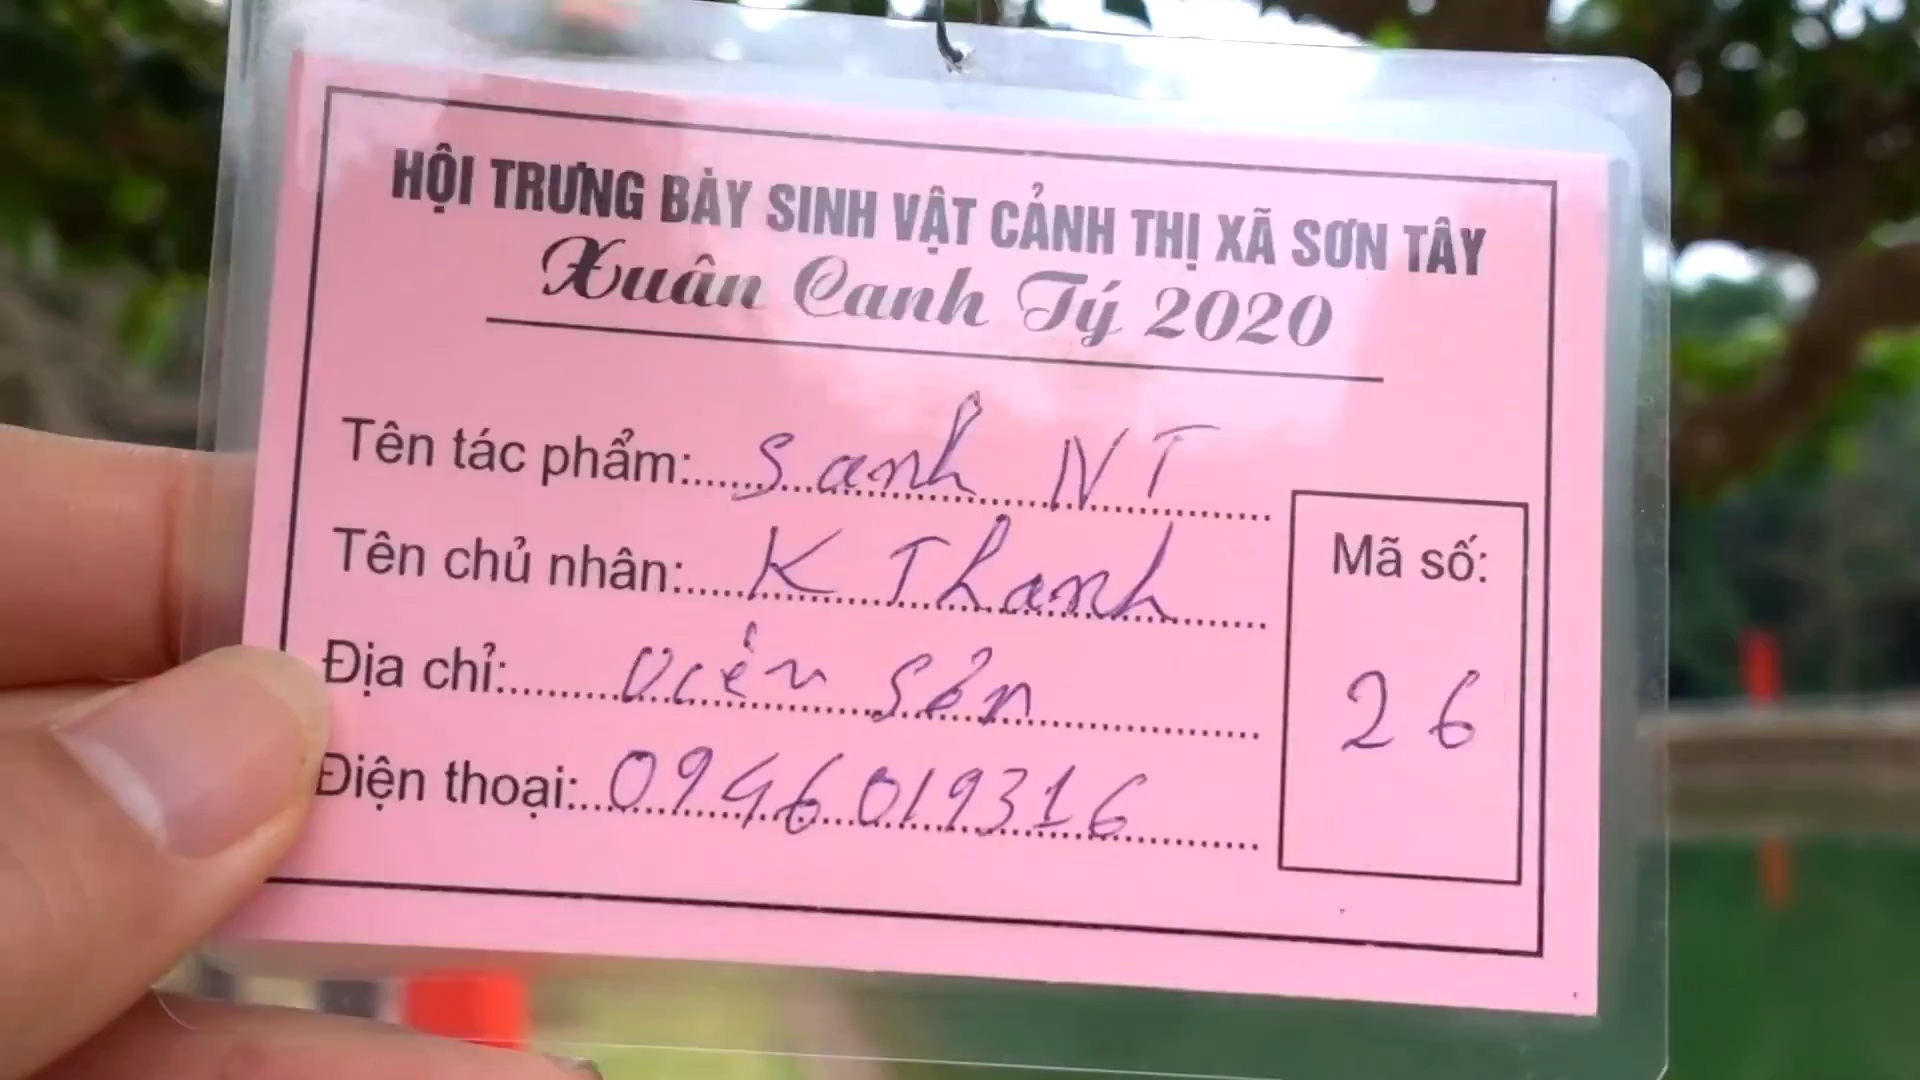 HỘI TRƯNG BÀY SINH VẬT CẢNH THỊ XÃ SƠN TÂY
Xuân Canh Tý 2020
Tên tác phẩm: Sanh NT
Tên chủ nhân: K Thanh
Địa chỉ: Viên Sơn
Điện thoại: 0946019316
Mã số:
26